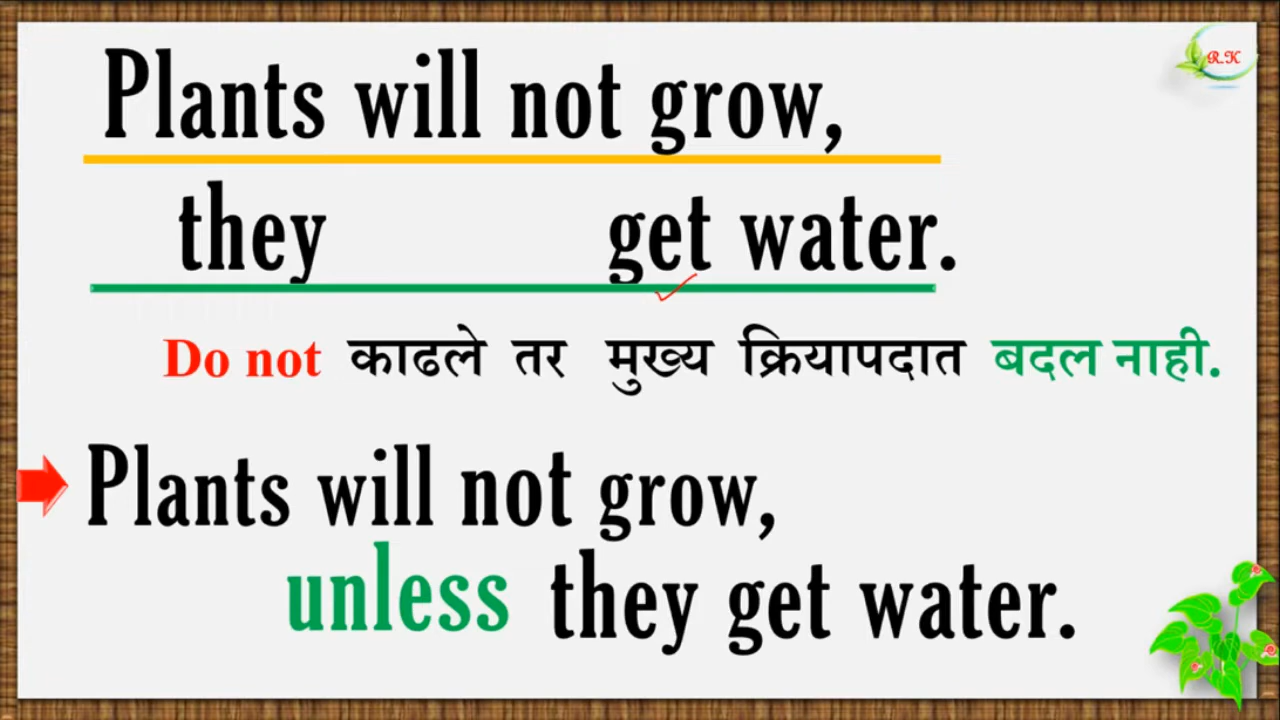 R.K
Plants will not grow,
they get water.
Do not काढले तर मुख्य क्रियापदात बदल नाही.
Plants will not grow,
unless they get water.